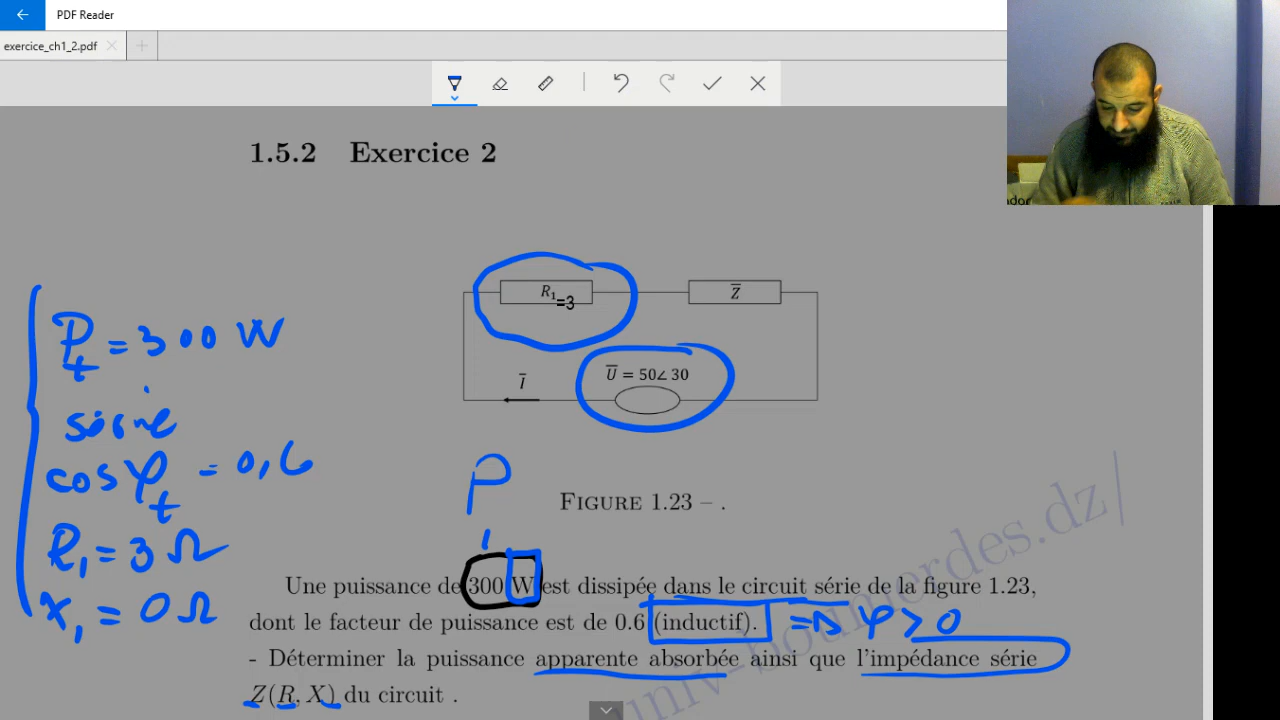 PDF Reader
exercice_ch1_2.pdf
1.5.2 Exercice 2
R₁
=3
Z̅
U̅ = 50∠30
I̅
Pt = 300 W
série
cos φt = 0,6
R₁ = 3 Ω
X₁ = 0 Ω
P
FIGURE 1.23 – .
Une puissance de 300 W est dissipée dans le circuit série de la figure 1.23,
dont le facteur de puissance est de 0.6 (inductif). => φ > 0
- Déterminer la puissance apparente absorbée ainsi que l'impédance série
Z(R, X) du circuit .
univ-boumerdes.dz/